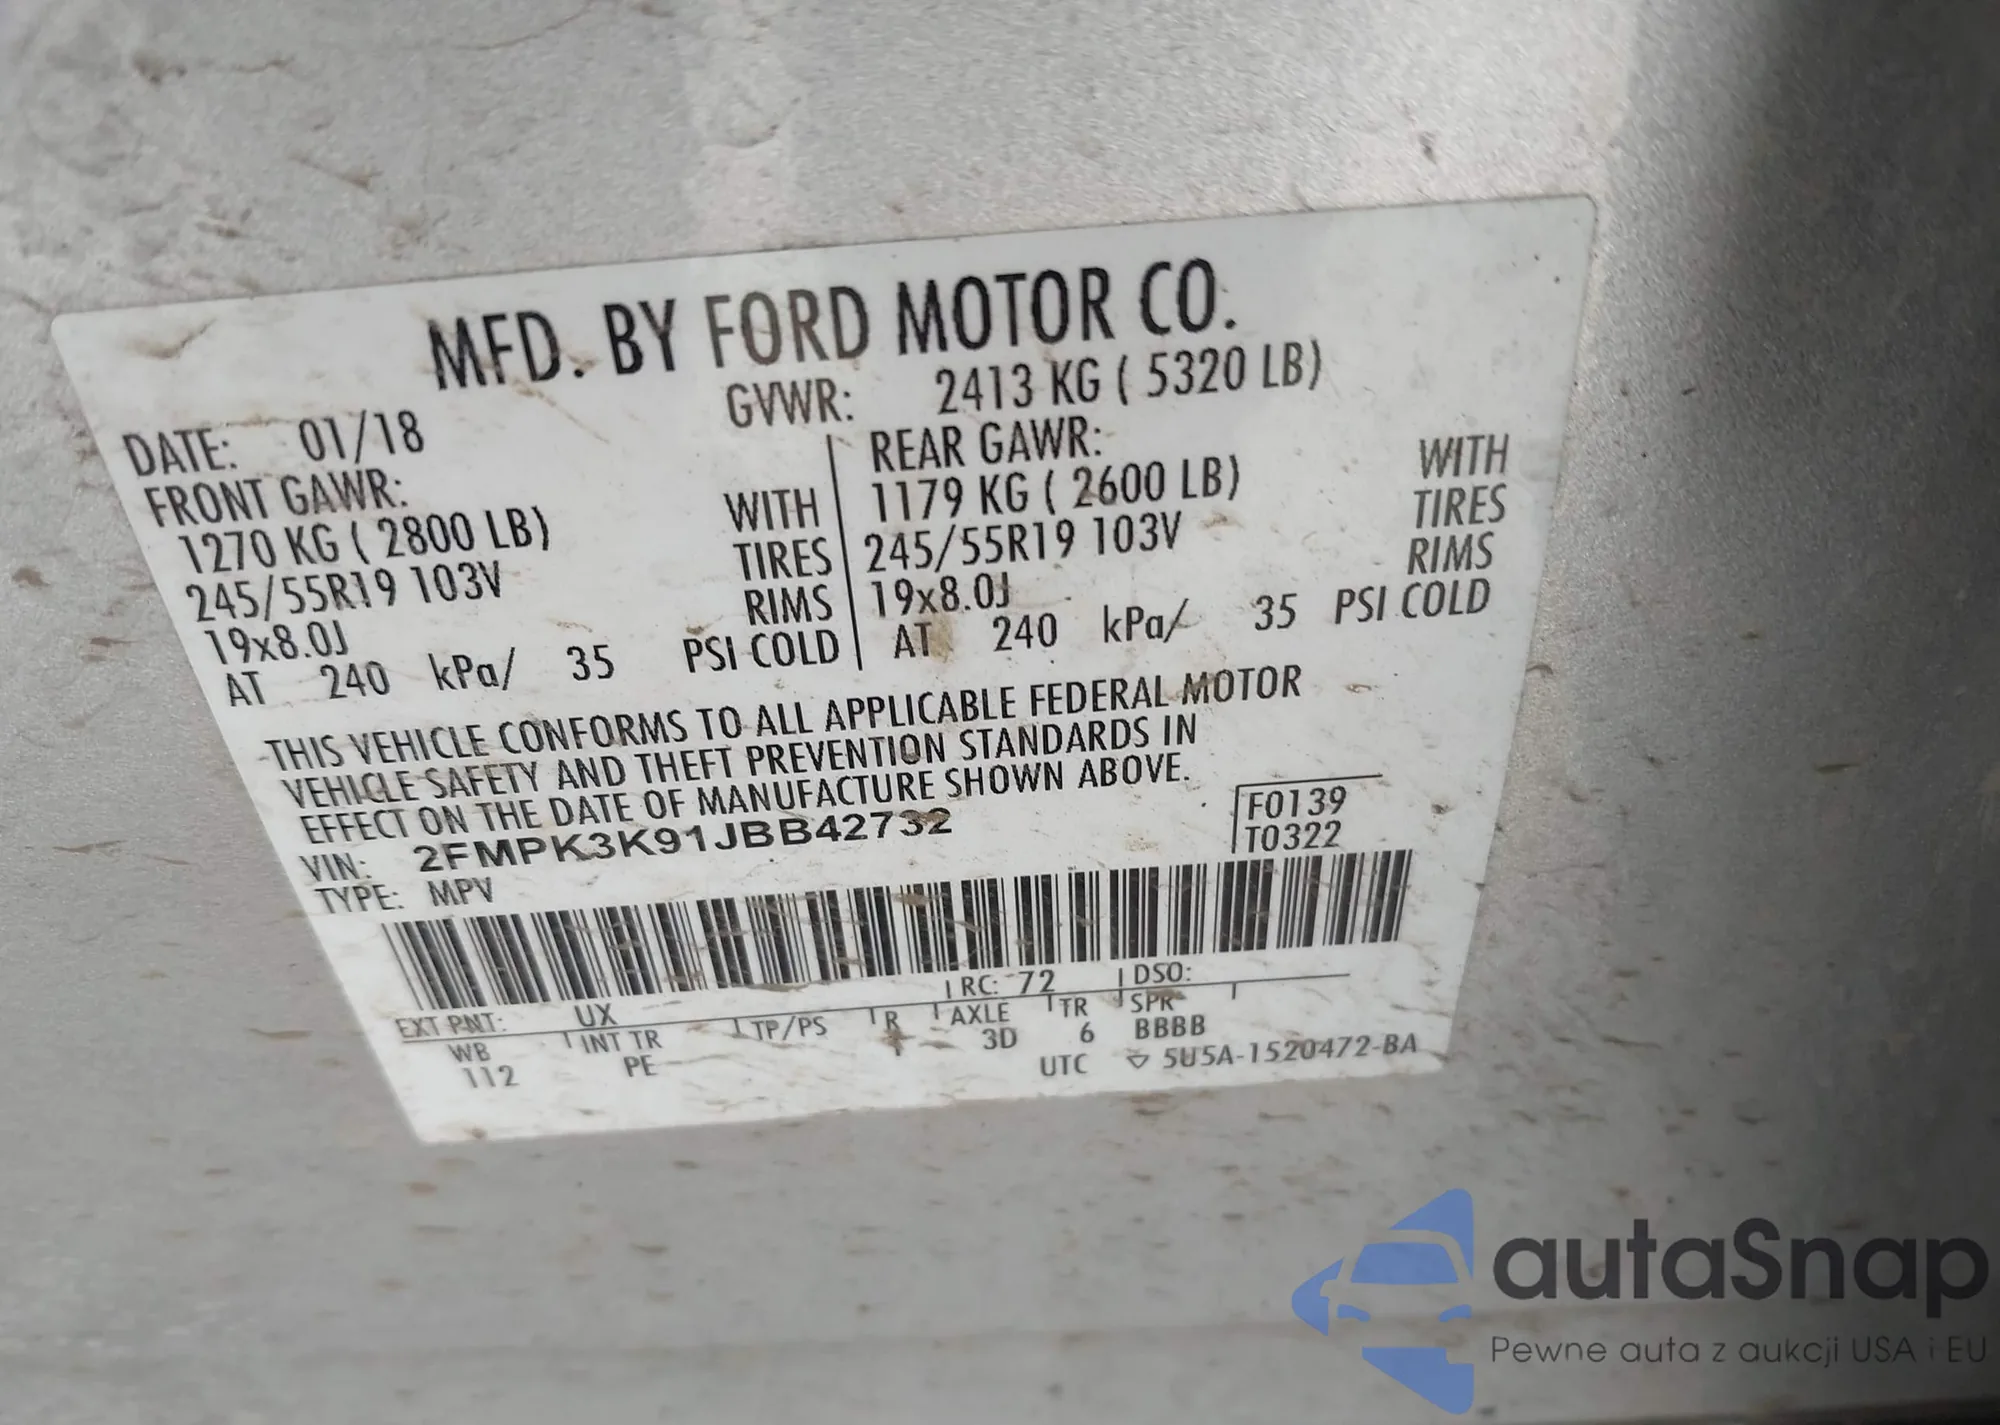 MFD. BY FORD MOTOR CO.
DATE: 01/18 GVWR: 2413 KG ( 5320 LB)
FRONT GAWR: REAR GAWR:
1270 KG ( 2800 LB) WITH 1179 KG ( 2600 LB) WITH
245/55R19 103V TIRES 245/55R19 103V TIRES
19x8.0J RIMS 19x8.0J RIMS
AT 240 kPa/ 35 PSI COLD AT 240 kPa/ 35 PSI COLD
THIS VEHICLE CONFORMS TO ALL APPLICABLE FEDERAL MOTOR
VEHICLE SAFETY AND THEFT PREVENTION STANDARDS IN
EFFECT ON THE DATE OF MANUFACTURE SHOWN ABOVE.
VIN: 2FMPK3K91JBB42732
F0139
T0322
TYPE: MPV
EXT PNT: UX RC: 72 DSO:
WB INT TR TP/PS R AXLE TR SPR
112 PE 3D 6 BBBB
UTC 5U5A-1520472-BA
autaSnap
Pewne auta z aukcji USA i EU